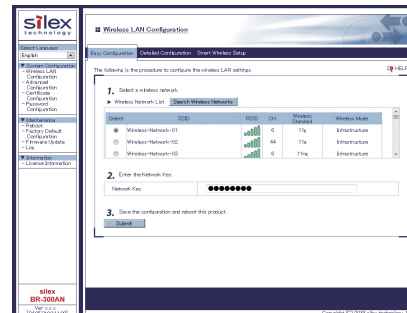 silex
technology
Select Language
English
▼ System Configuration
- Wireless LAN
Configuration
- Advanced
Configuration
- Certificate
Configuration
- Password
Configuration
▼ Maintenance
- Reboot
- Factory Default
Configuration
- Firmware Update
- Log
▼ Information
- License Information
silex
BR-300AN
Wireless LAN Configuration
Easy Configuration Detailed Configuration Smart Wireless Setup
The following is the procedure to configure the wireless LAN settings.
HELP
1. Select a wireless network.
▶ Wireless Network List Search Wireless Networks
Select SSID RSSI CH Wireless Standard Wireless Mode
Wireless-Network-01 6 11g Infrastructure
Wireless-Network-02 44 11a Infrastructure
Wireless-Network-03 6 11ng Infrastructure
2. Enter the Network Key.
Network Key ●●●●●●●●
3. Save the configuration and reboot this product.
Submit